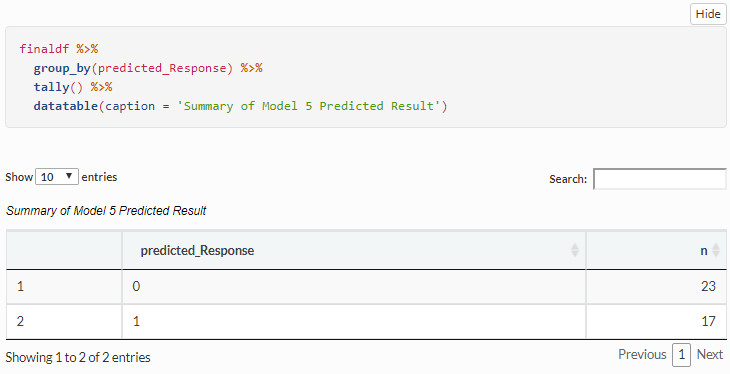 Hide
finaldf %>%
group_by(predicted_Response) %>%
tally() %>%
datatable(caption = 'Summary of Model 5 Predicted Result')
Show 10 entries
Search:
Summary of Model 5 Predicted Result
predicted_Response n
1 0 23
2 1 17
Showing 1 to 2 of 2 entries
Previous 1 Next